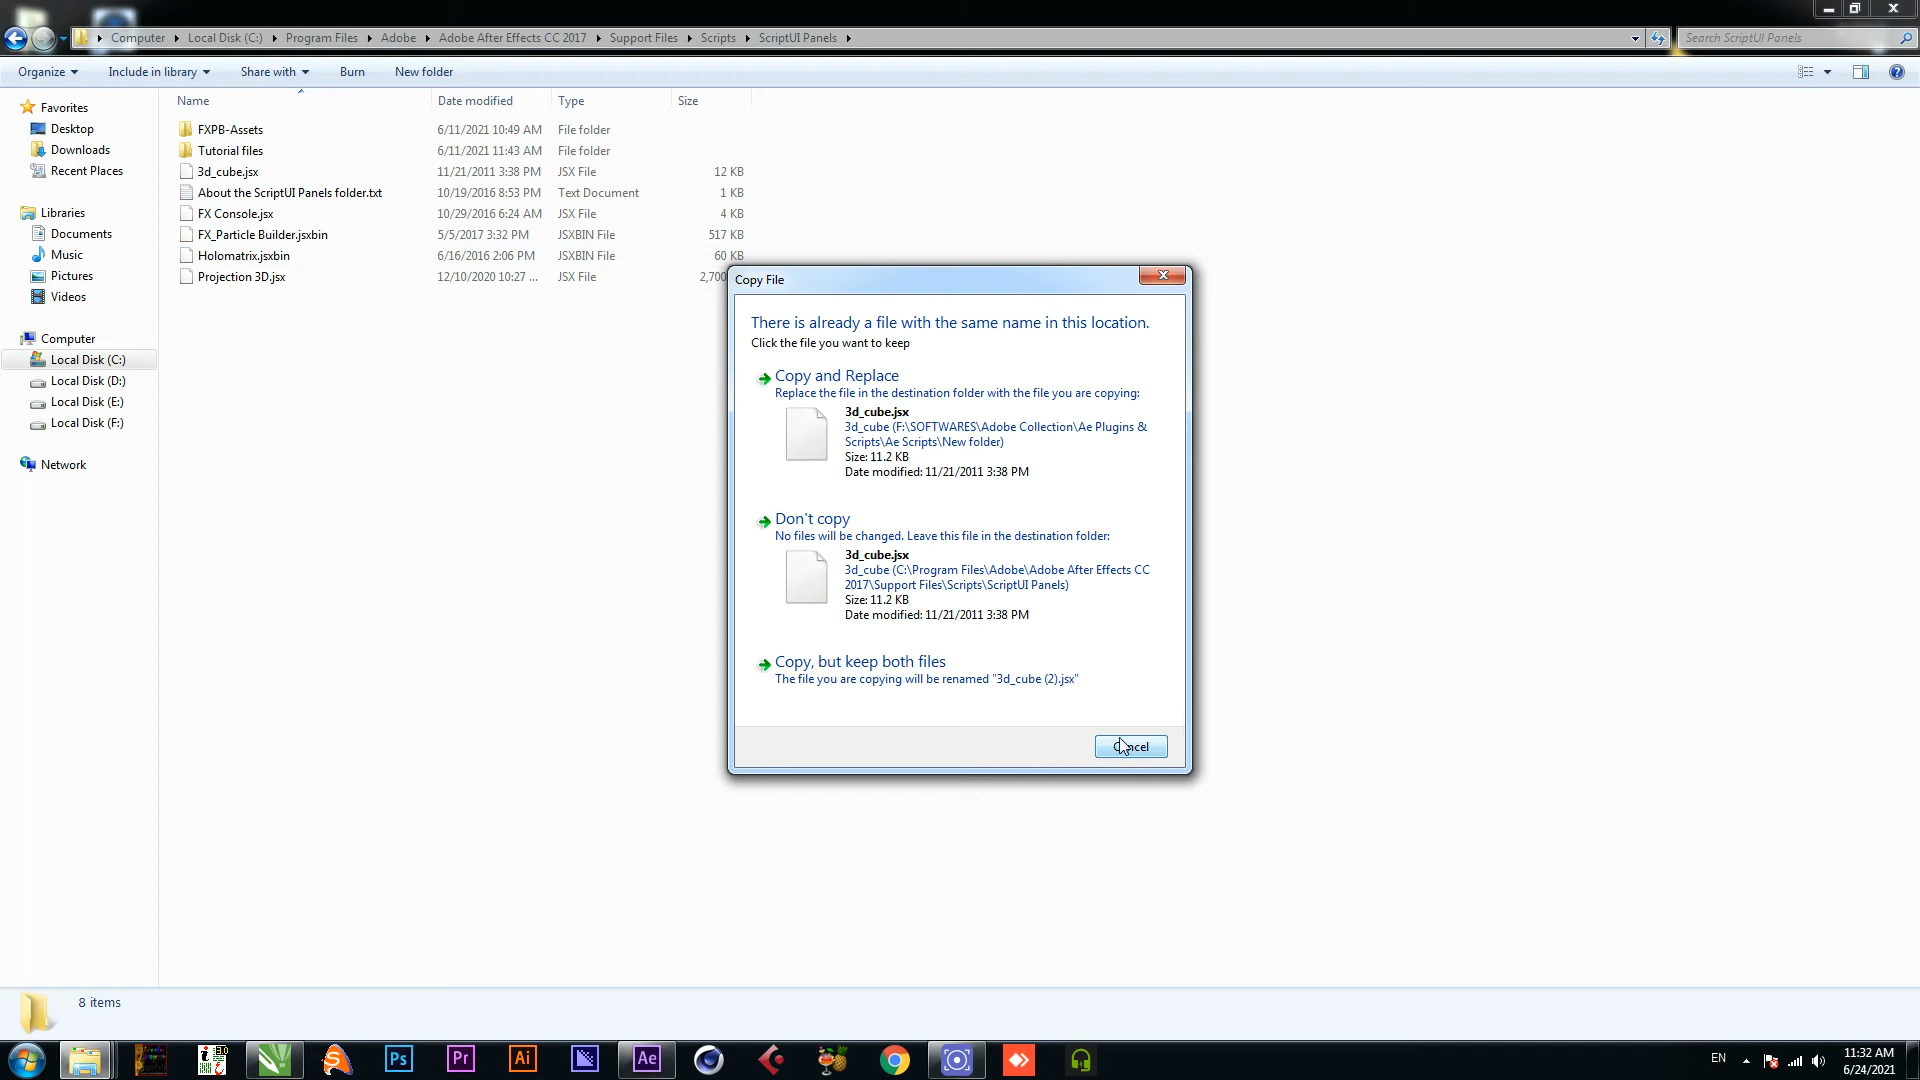 Computer Local Disk (C:) Program Files Adobe Adobe After Effects CC 2017 Support Files Scripts ScriptUI Panels
Search ScriptUI Panels
Organize Include in library Share with Burn New folder
Name Date modified Type Size
Favorites
Desktop
Downloads
Recent Places
Libraries
Documents
Music
Pictures
Videos
Computer
Local Disk (C:)
Local Disk (D:)
Local Disk (E:)
Local Disk (F:)
Network
FXPB-Assets 6/11/2021 10:49 AM File folder
Tutorial files 6/11/2021 11:43 AM File folder
3d_cube.jsx 11/21/2011 3:38 PM JSX File 12 KB
About the ScriptUI Panels folder.txt 10/19/2016 8:53 PM Text Document 1 KB
FX Console.jsx 10/29/2016 6:24 AM JSX File 4 KB
FX_Particle Builder.jsxbin 5/5/2017 3:32 PM JSXBIN File 517 KB
Holomatrix.jsxbin 6/16/2016 2:06 PM JSXBIN File 60 KB
Projection 3D.jsx 12/10/2020 10:27 ... JSX File 2,700
Copy File
There is already a file with the same name in this location.
Click the file you want to keep
Copy and Replace
Replace the file in the destination folder with the file you are copying:
3d_cube.jsx
3d_cube (F:\SOFTWARES\Adobe Collection\Ae Plugins &
Scripts\Ae Scripts\New folder)
Size: 11.2 KB
Date modified: 11/21/2011 3:38 PM
Don't copy
No files will be changed. Leave this file in the destination folder:
3d_cube.jsx
3d_cube (C:\Program Files\Adobe\Adobe After Effects CC
2017\Support Files\Scripts\ScriptUI Panels)
Size: 11.2 KB
Date modified: 11/21/2011 3:38 PM
Copy, but keep both files
The file you are copying will be renamed "3d_cube (2).jsx"
Cancel
8 items
Ps Pr Ai Ae
EN
11:32 AM
6/24/2021